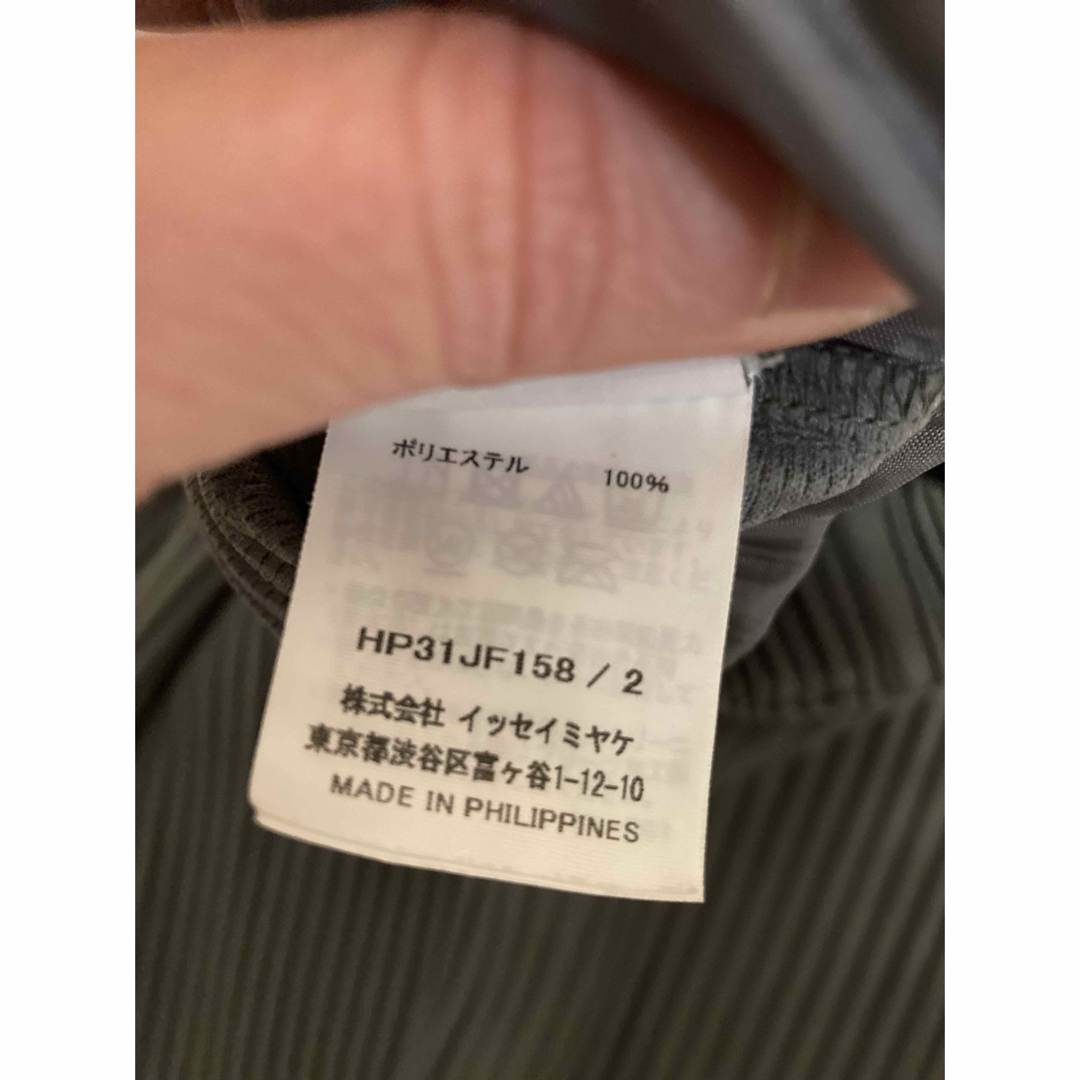 ポリエステル 100%
HP31JF158 / 2
株式会社 イッセイミヤケ
東京都渋谷区富ヶ谷1-12-10
MADE IN PHILIPPINES